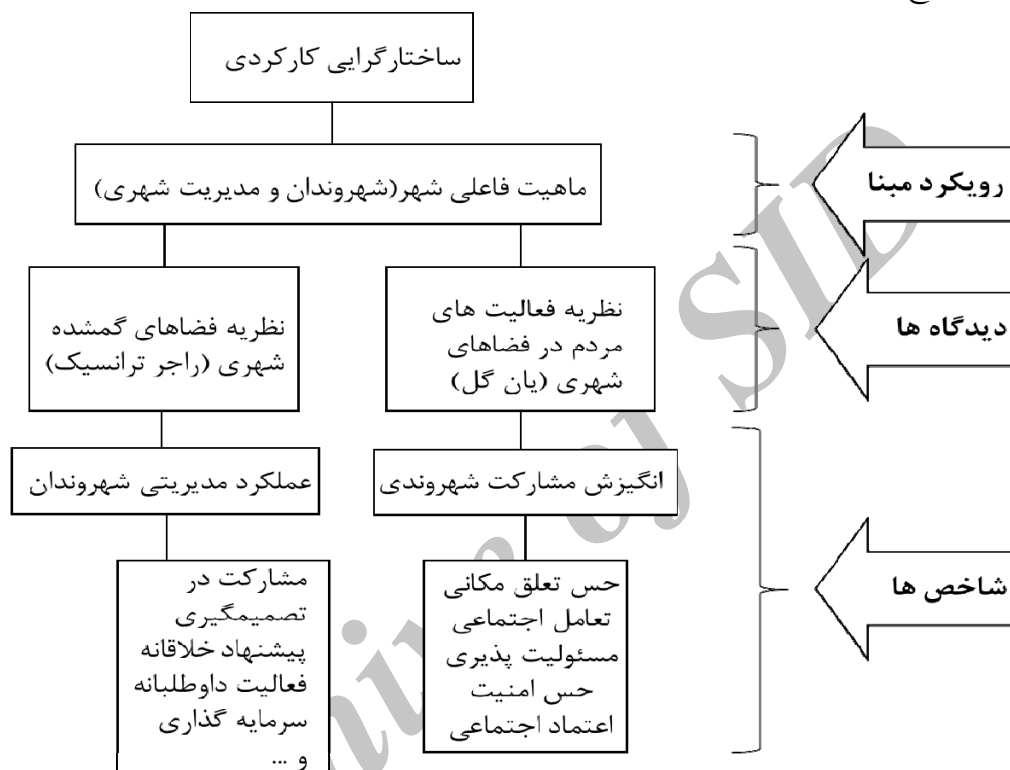 ساختارگرایی کارکردی
ماهیت فاعلی شهر(شهروندان و مدیریت شهری)
رویکرد مبنا
نظریه فعالیت های
مردم در فضاهای
شهری (یان گل)
نظریه فضاهای گمشده
شهری (راجر ترانسیک)
دیدگاه ها
انگیزش مشارکت شهروندی
عملکرد مدیریتی شهروندان
حس تعلق مکانی
تعامل اجتماعی
مسئولیت پذیری
حس امنیت
اعتماد اجتماعی
مشارکت در
تصمیمگیری
پیشنهاد خلاقانه
فعالیت داوطلبانه
سرمایه گذاری
و ...
شاخص ها
of SID